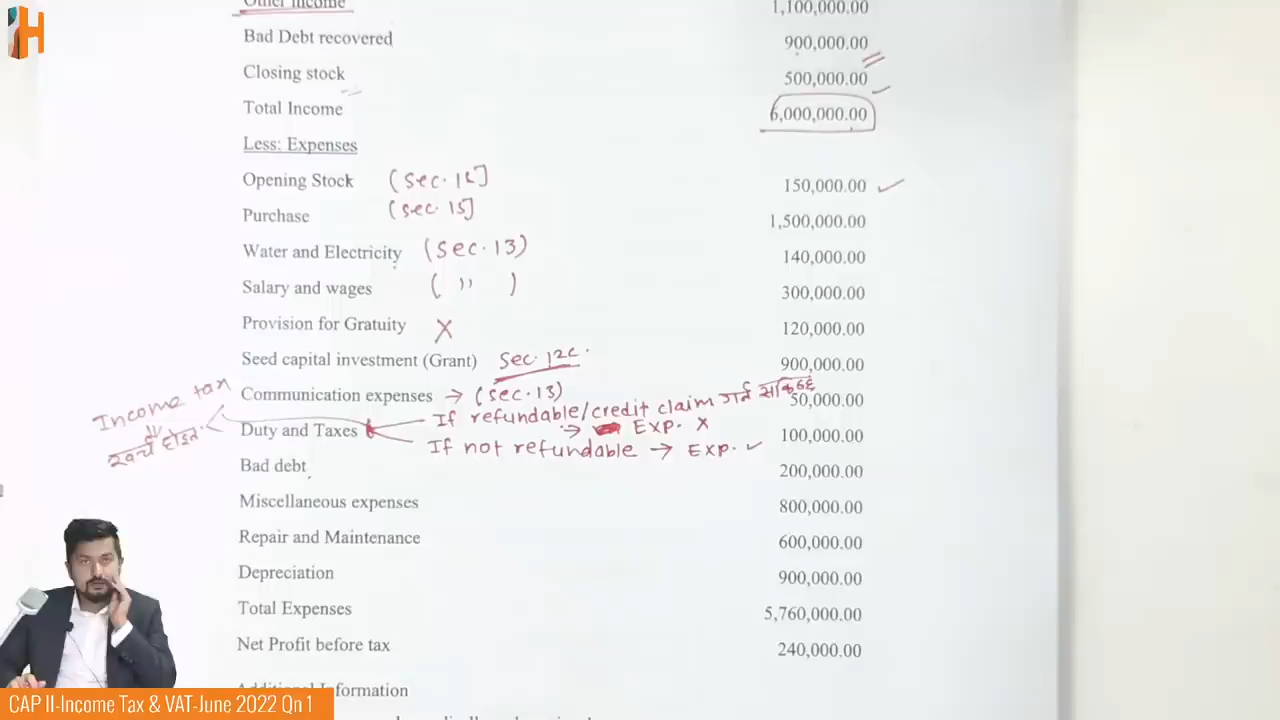 Other Income 1,100,000.00
Bad Debt recovered 900,000.00
Closing stock 500,000.00
Total Income 6,000,000.00
Less: Expenses
Opening Stock (Sec. 15] 150,000.00
Purchase (sec. 15] 1,500,000.00
Water and Electricity (Sec. 13) 140,000.00
Salary and wages ( " ) 300,000.00
Provision for Gratuity X 120,000.00
Seed capital investment (Grant) Sec. 12C. 900,000.00
Communication expenses → (sec. 13) 50,000.00
Income tax
खर्च होइन
If refundable/credit claim गर्न सकिन्छ
→ Exp. X
Duty and Taxes 100,000.00
If not refundable → Exp. ✓
Bad debt 200,000.00
Miscellaneous expenses 800,000.00
Repair and Maintenance 600,000.00
Depreciation 900,000.00
Total Expenses 5,760,000.00
Net Profit before tax 240,000.00
Additional Information
CAP II-Income Tax & VAT-June 2022 Qn 1